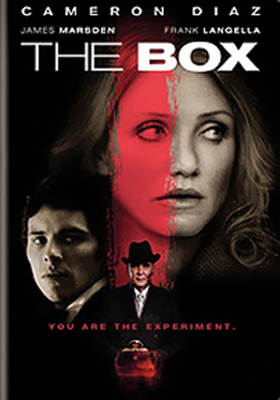 CAMERON DIAZ
JAMES MARSDEN FRANK LANGELLA
THE BOX
YOU ARE THE EXPERIMENT.